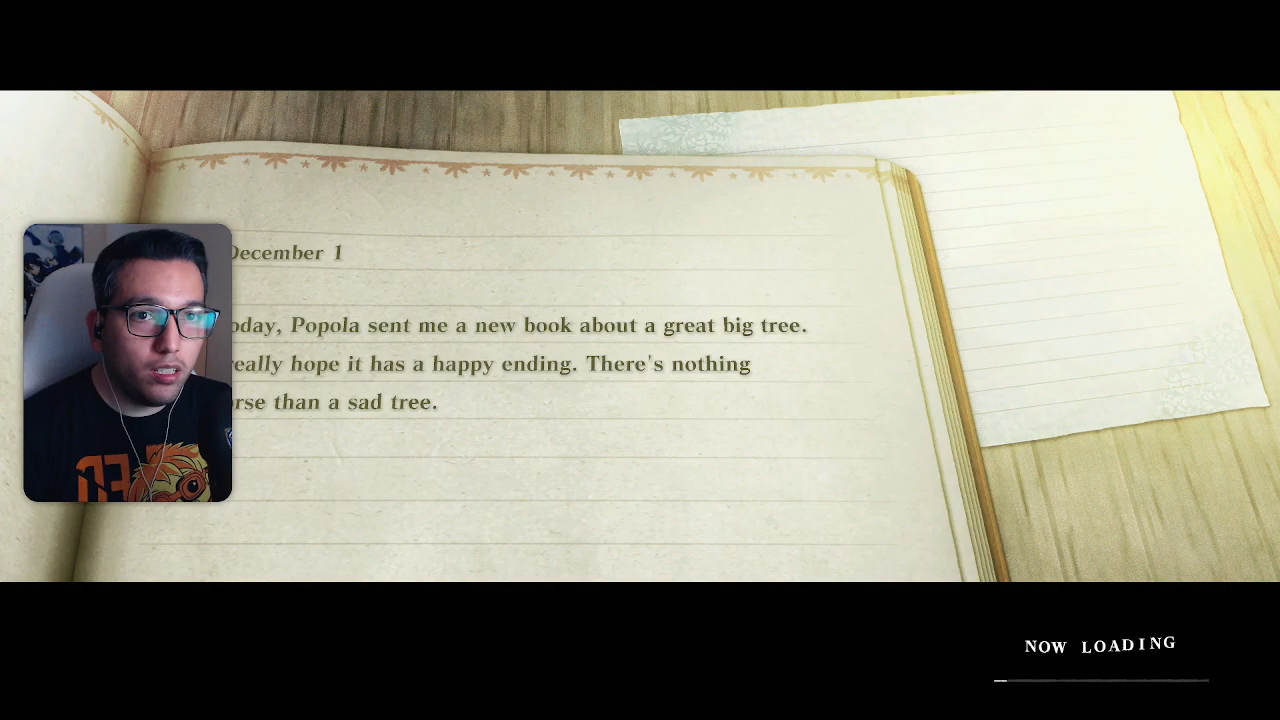 December 1
oday, Popola sent me a new book about a great big tree.
really hope it has a happy ending. There's nothing
orse than a sad tree.
NOW LOADING